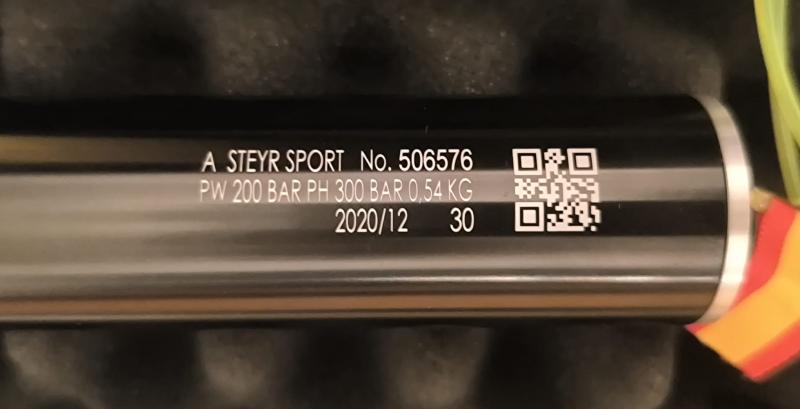 A STEYR SPORT No. 506576
PW 200 BAR PH 300 BAR 0,54 KG
2020/12 30